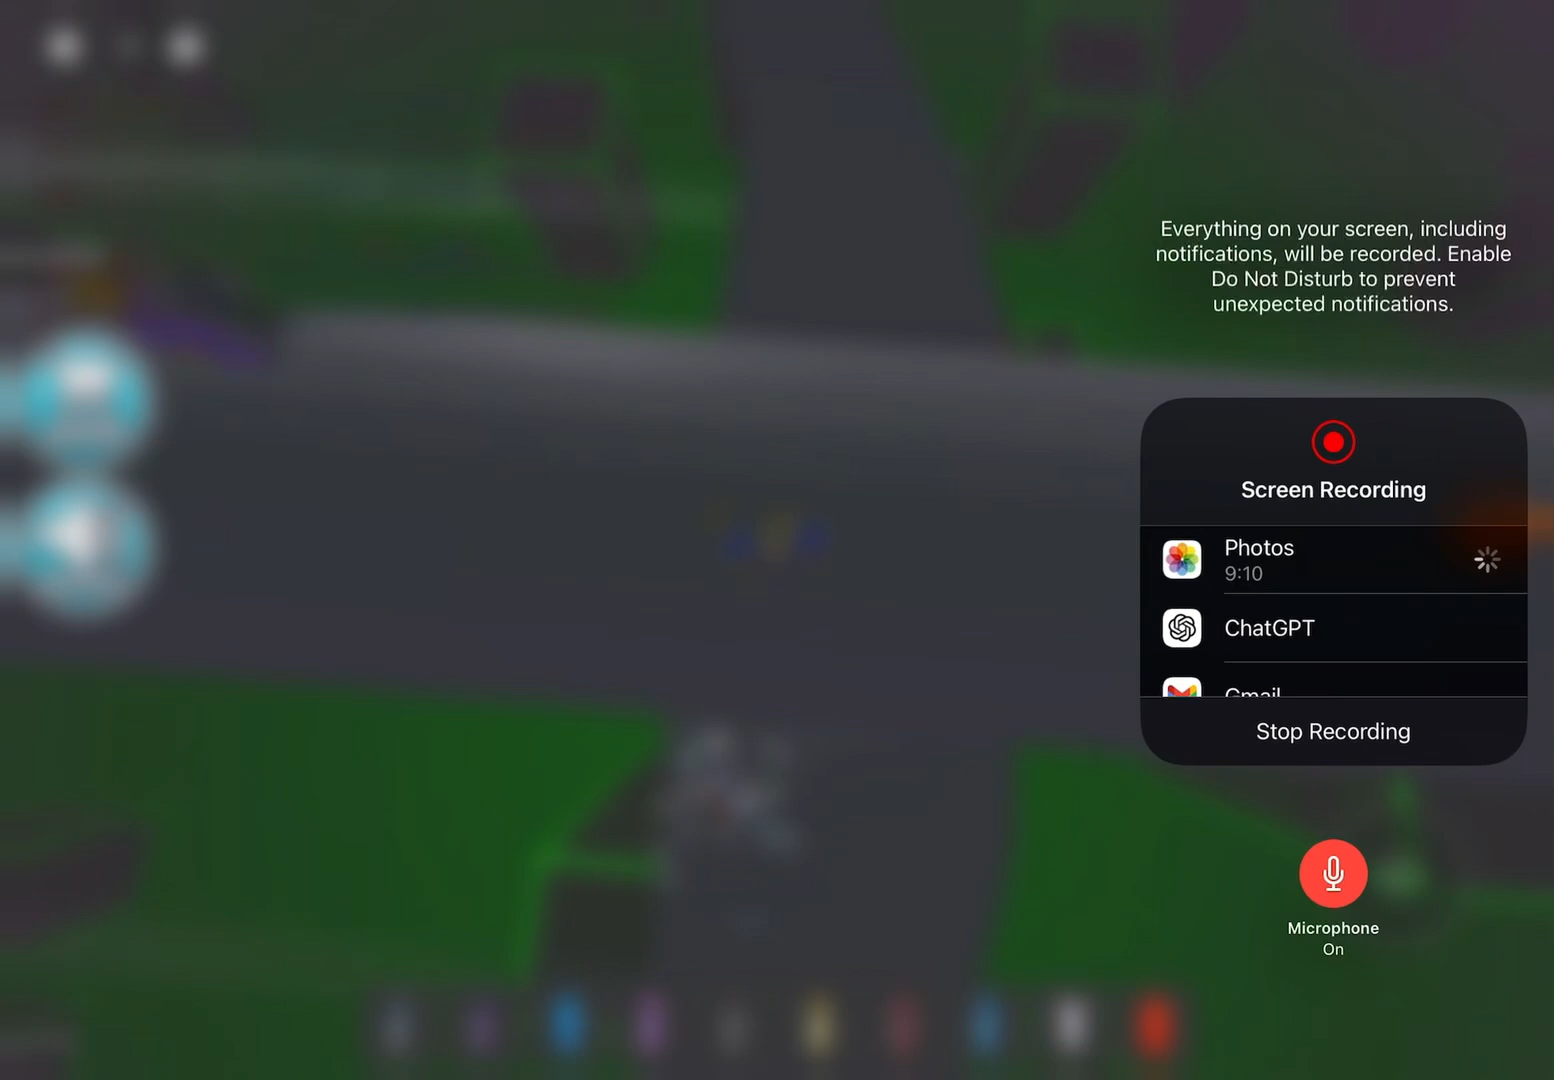 Everything on your screen, including
notifications, will be recorded. Enable
Do Not Disturb to prevent
unexpected notifications.
Screen Recording
Photos
9:10
ChatGPT
Gmail
Stop Recording
Microphone
On